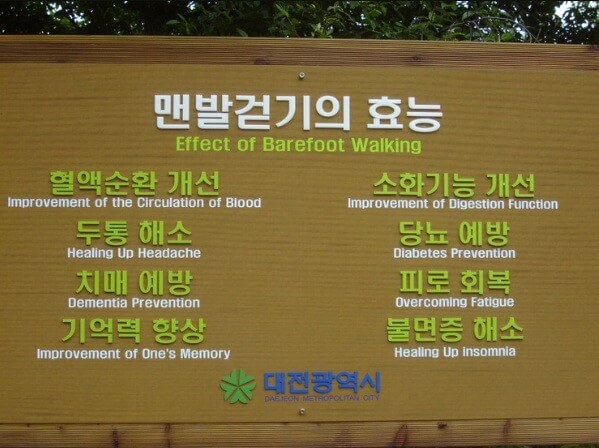 맨발걷기의 효능
Effect of Barefoot Walking
혈액순환 개선
Improvement of the Circulation of Blood
두통 해소
Healing Up Headache
치매 예방
Dementia Prevention
기억력 향상
Improvement of One's Memory
소화기능 개선
Improvement of Digestion Function
당뇨 예방
Diabetes Prevention
피로 회복
Overcoming Fatigue
불면증 해소
Healing Up insomnia
대전광역시
DAEJEON METROPOLITAN CITY